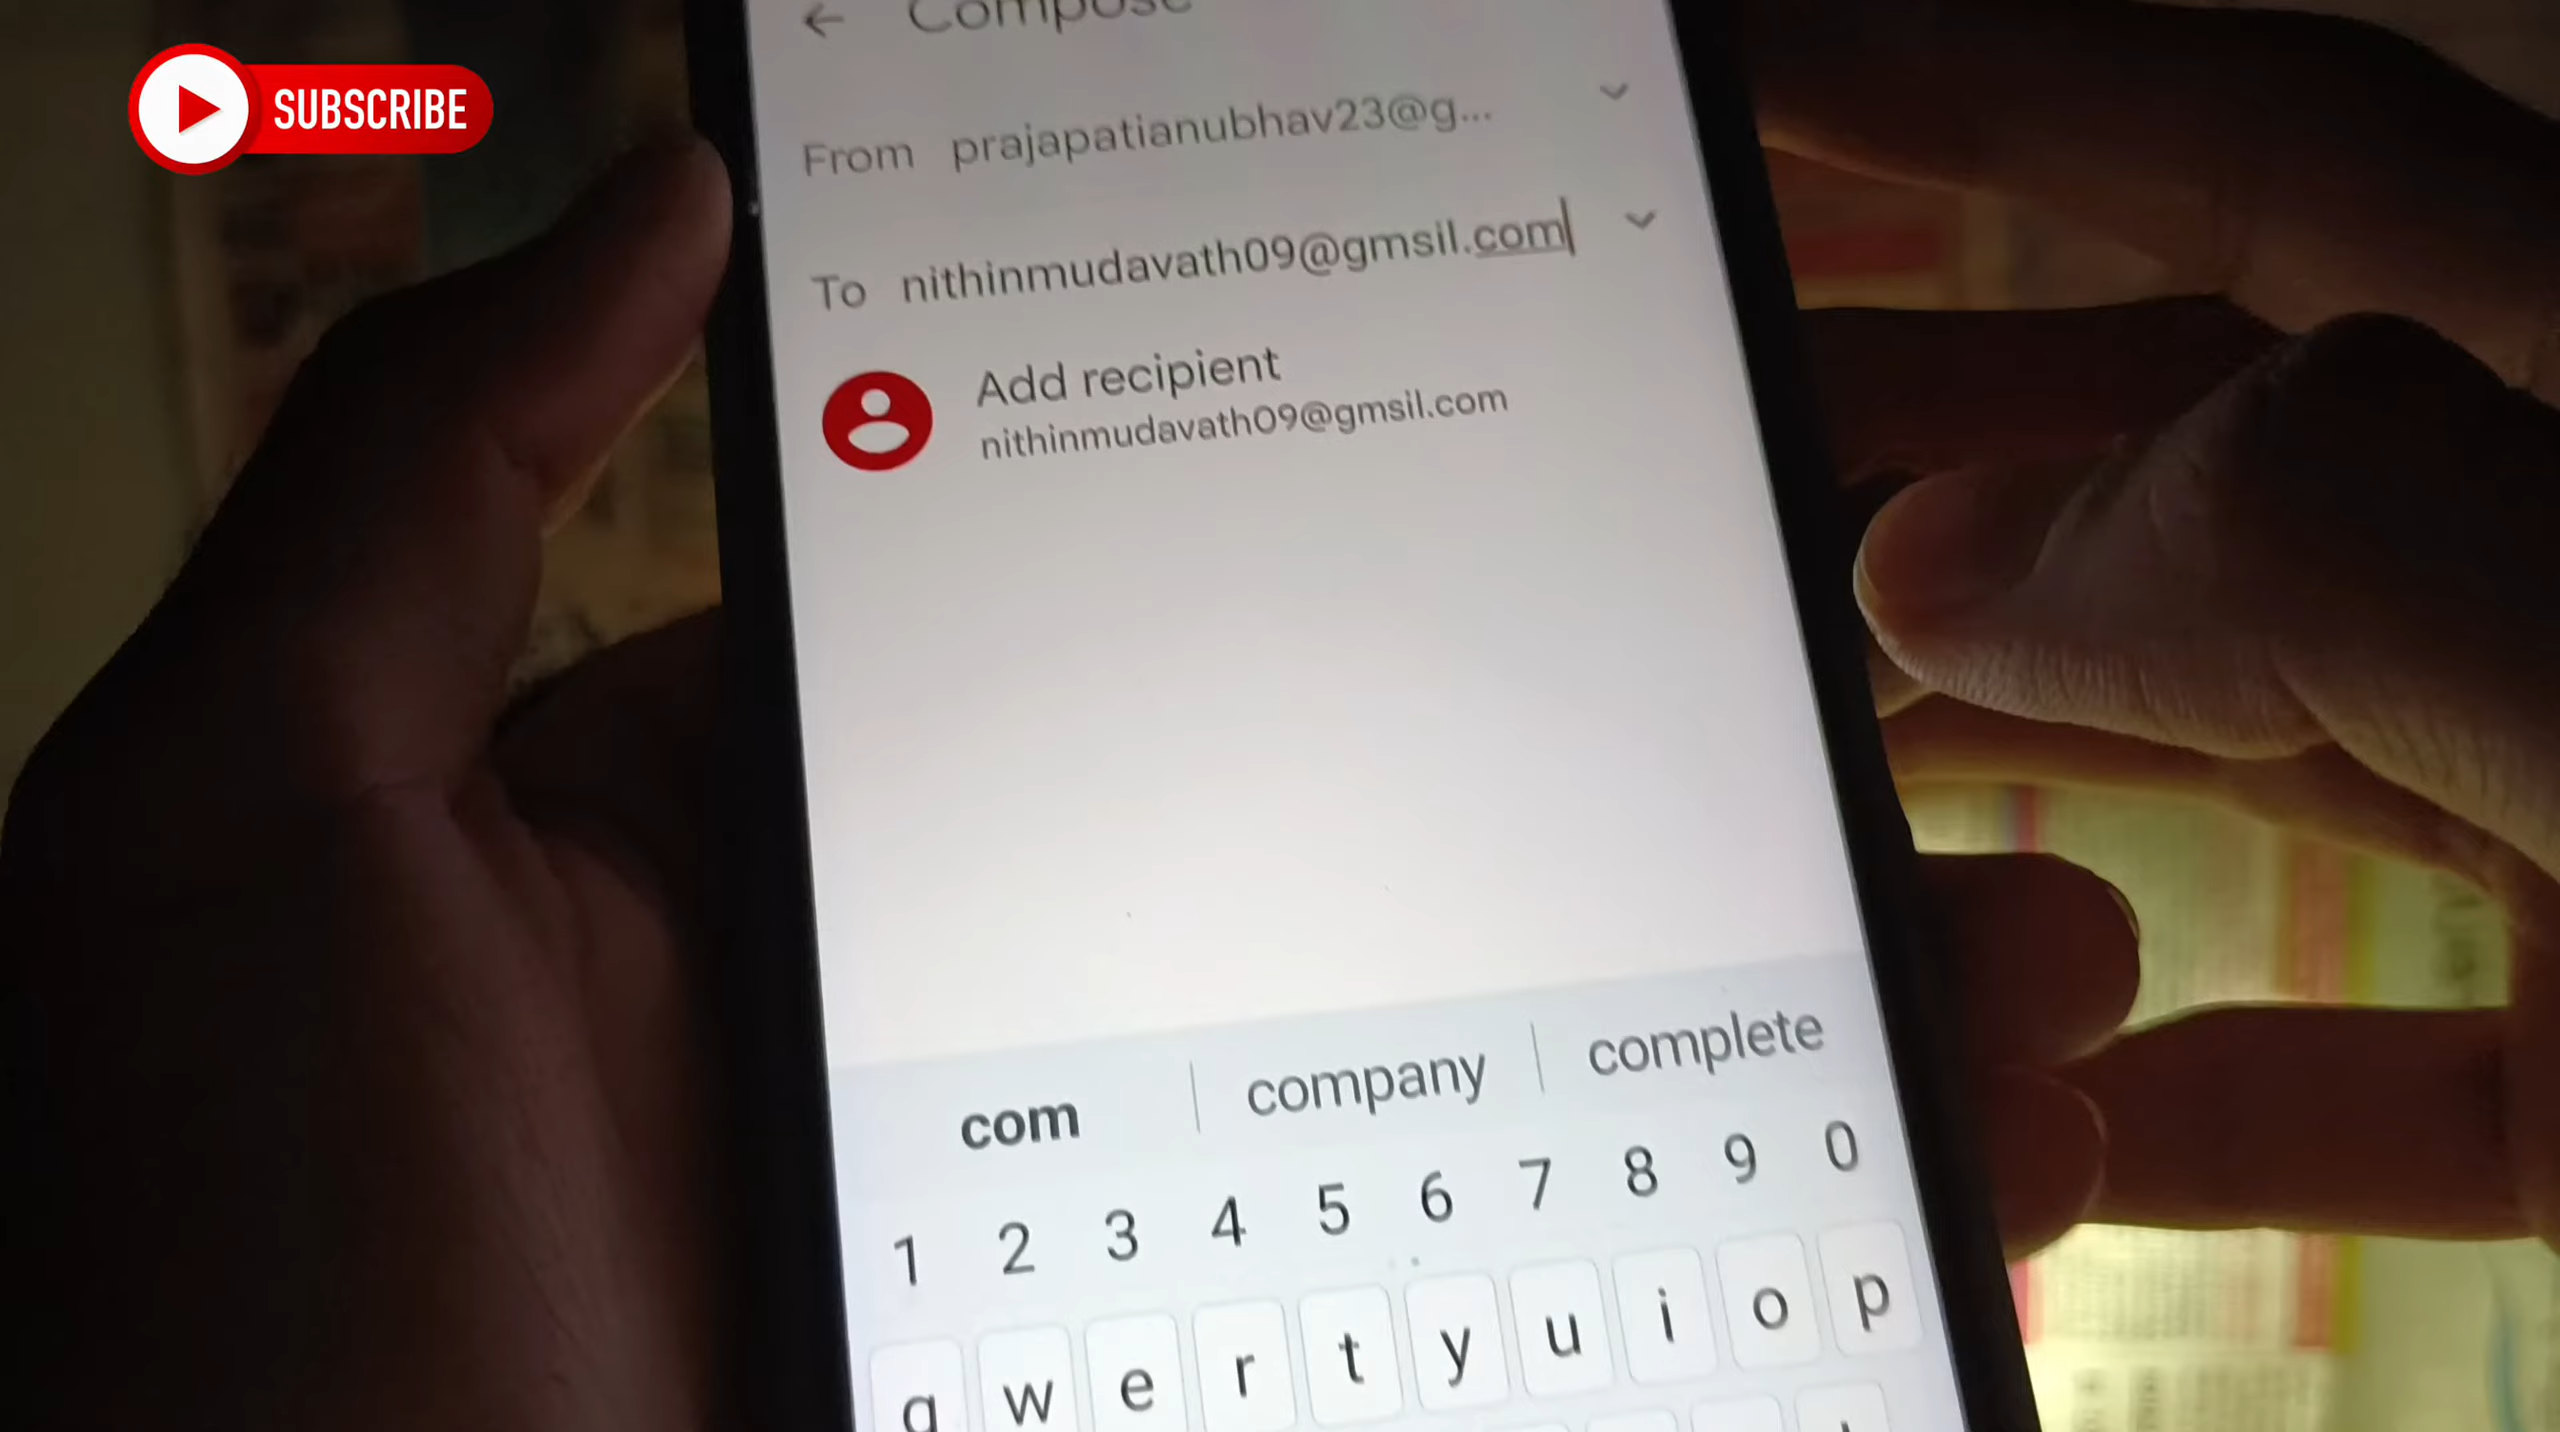 Compose
SUBSCRIBE
From prajapatianubhav23@g...
To nithinmudavath09@gmsil.com
Add recipient
nithinmudavath09@gmsil.com
com company complete
1 2 3 4 5 6 7 8 9 0
q w e r t y u i o p